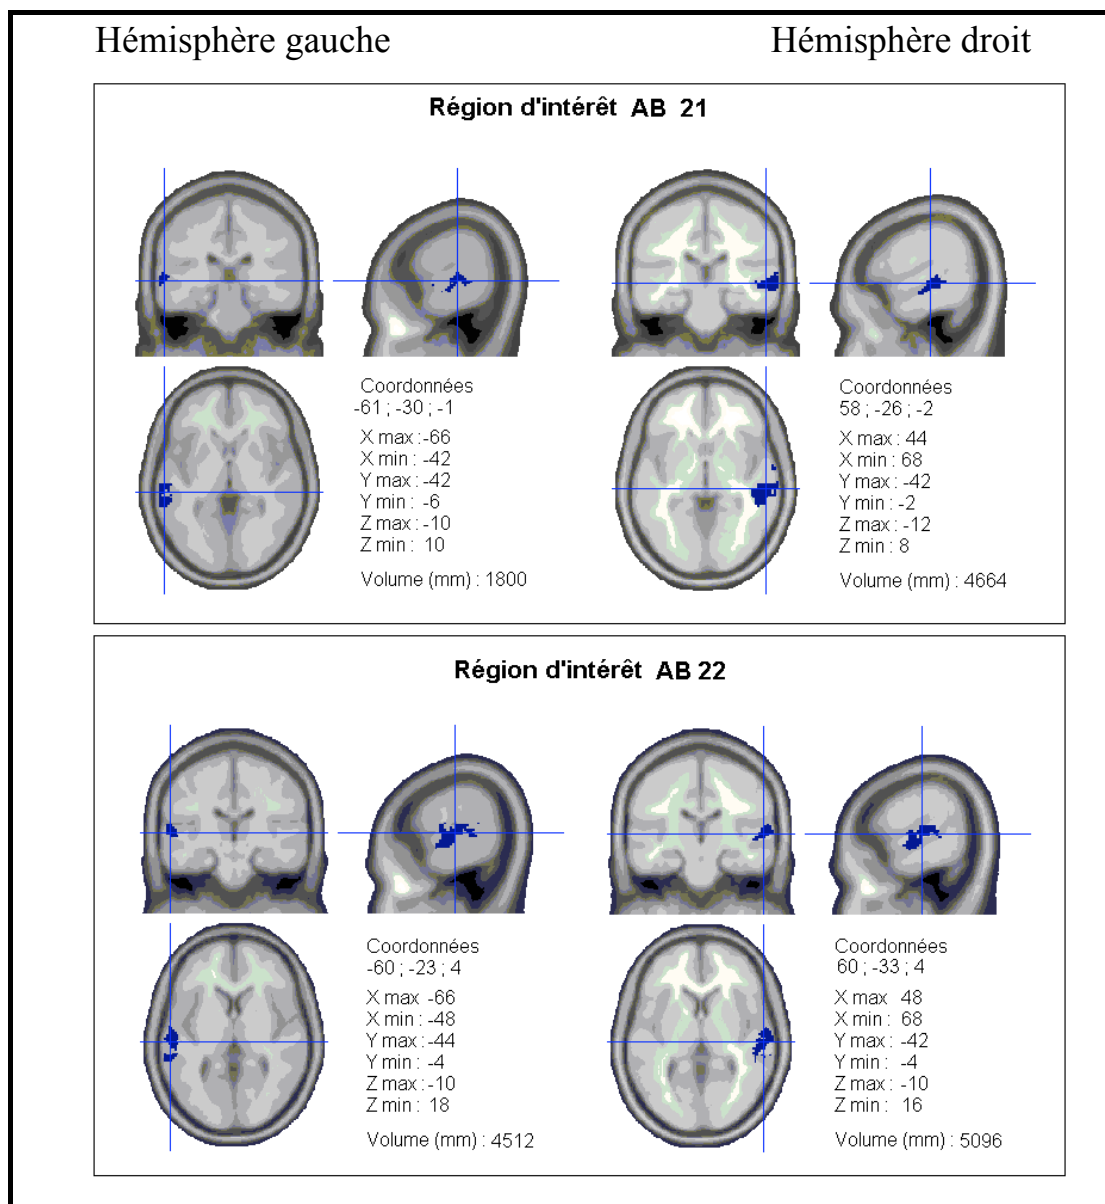 Hémisphère gauche
Hémisphère droit
Région d'intérêt AB 21
Coordonnées
-61 ; -30 ; -1
X max :-66
X min : -42
Y max : -42
Y min : -6
Z max : -10
Z min : 10
Volume (mm) : 1800
Coordonnées
58 ; -26 ; -2
X max : 44
X min : 68
Y max : -42
Y min : -2
Z max : -12
Z min : 8
Volume (mm) : 4664
Région d'intérêt AB 22
Coordonnées
-60 ; -23 ; 4
X max -66
X min : -48
Y max : -44
Y min : -4
Z max : -10
Z min : 18
Volume (mm) : 4512
Coordonnées
60 ; -33 ; 4
X max 48
X min : 68
Y max : -42
Y min : -4
Z max : -10
Z min : 16
Volume (mm) : 5096